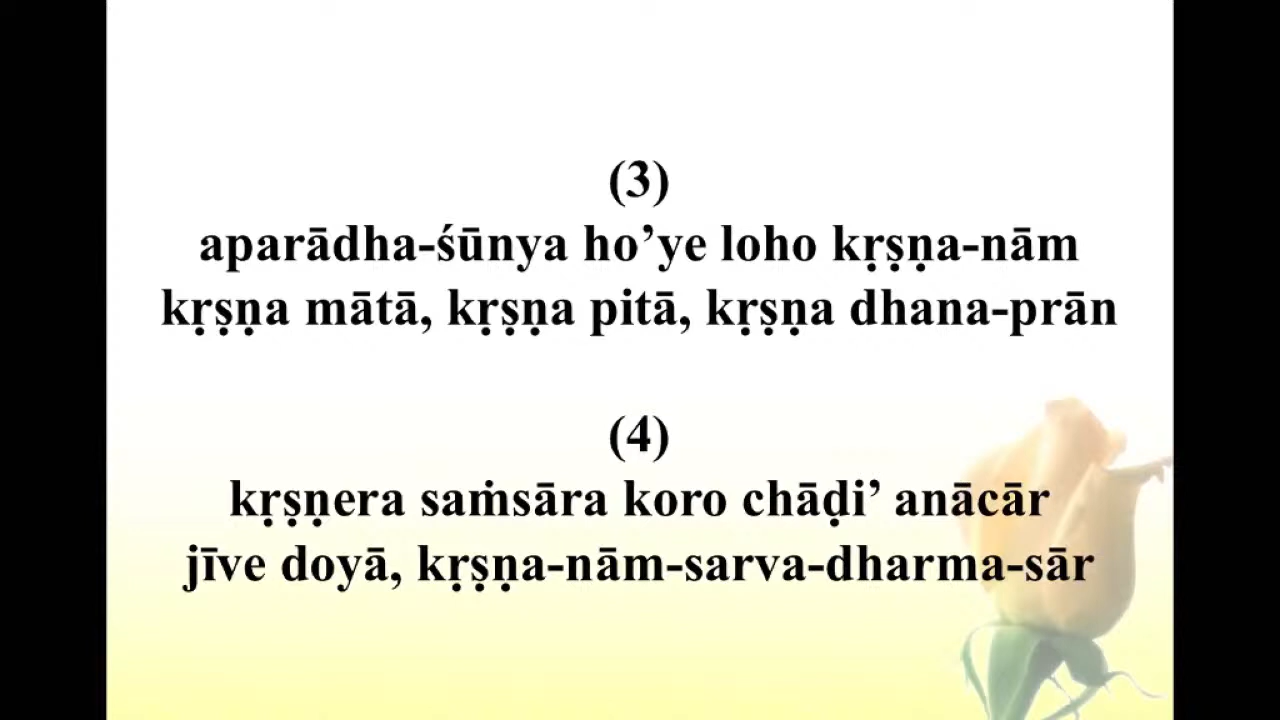 (3)
aparādha-śūnya ho’ye loho kṛṣṇa-nām
kṛṣṇa mātā, kṛṣṇa pitā, kṛṣṇa dhana-prān
(4)
kṛṣṇera saṁsāra koro chāḍi’ anācār
jīve doyā, kṛṣṇa-nām-sarva-dharma-sār